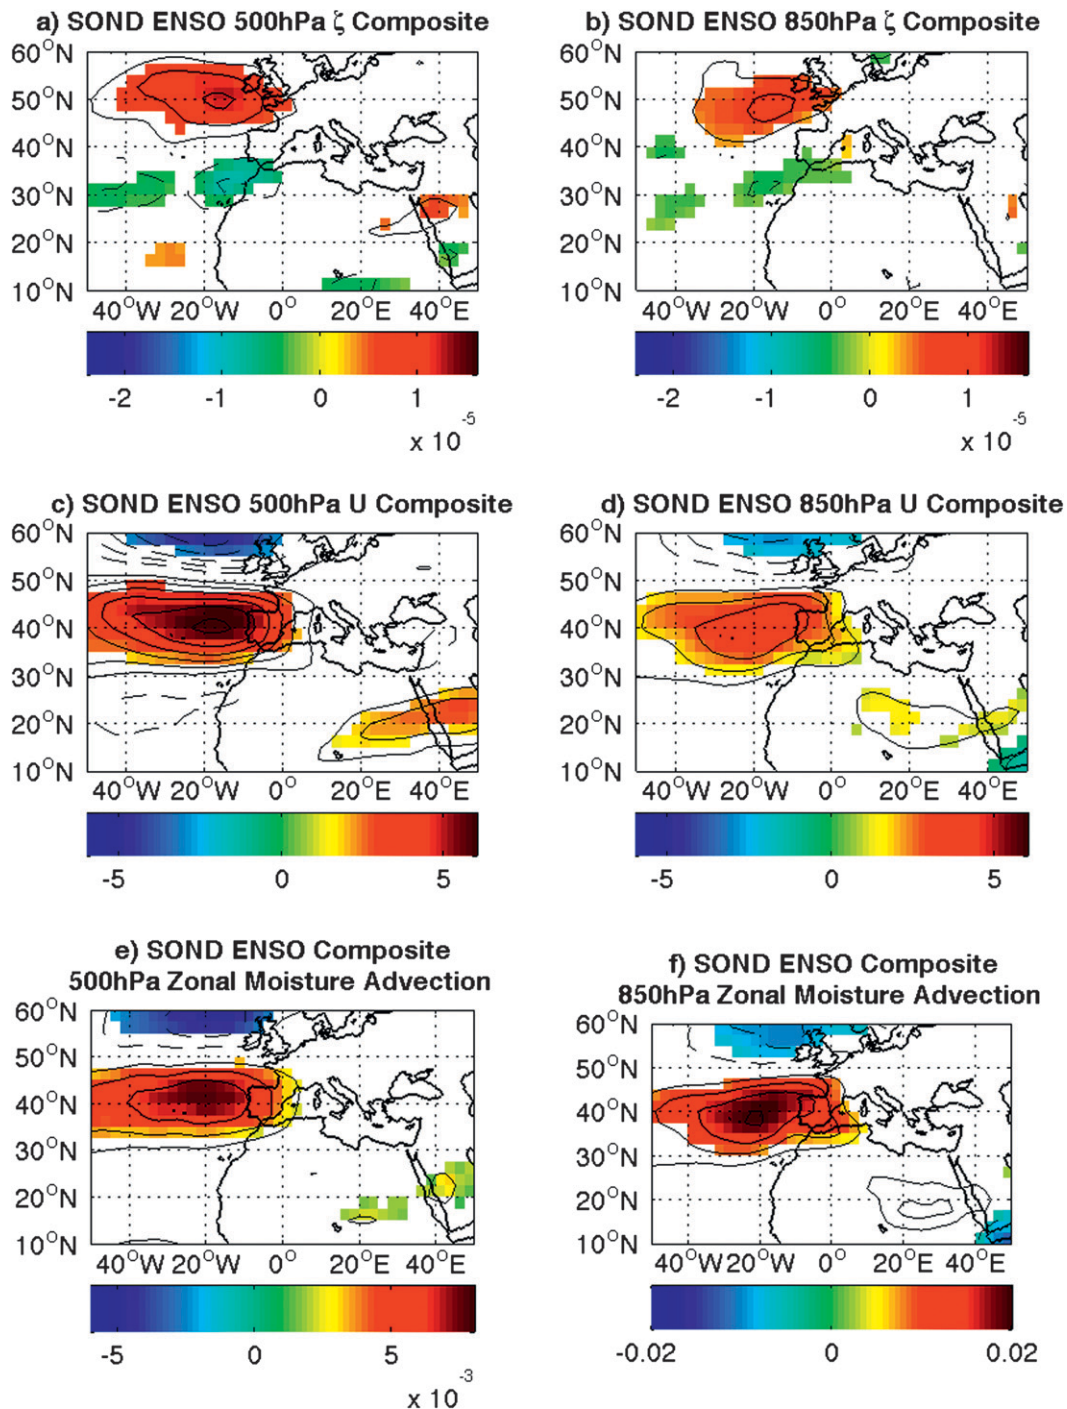 a) SOND ENSO 500hPa ζ Composite
60°N
50°N
40°N
30°N
20°N
10°N
40°W 20°W 0° 20°E 40°E
-2 -1 0 1
x 10^-5
b) SOND ENSO 850hPa ζ Composite
60°N
50°N
40°N
30°N
20°N
10°N
40°W 20°W 0° 20°E 40°E
-2 -1 0 1
x 10^-5
c) SOND ENSO 500hPa U Composite
60°N
50°N
40°N
30°N
20°N
10°N
40°W 20°W 0° 20°E 40°E
-5 0 5
d) SOND ENSO 850hPa U Composite
60°N
50°N
40°N
30°N
20°N
10°N
40°W 20°W 0° 20°E 40°E
-5 0 5
e) SOND ENSO Composite
500hPa Zonal Moisture Advection
60°N
50°N
40°N
30°N
20°N
10°N
40°W 20°W 0° 20°E 40°E
-5 0 5
x 10^-3
f) SOND ENSO Composite
850hPa Zonal Moisture Advection
60°N
50°N
40°N
30°N
20°N
10°N
40°W 20°W 0° 20°E 40°E
-0.02 0 0.02